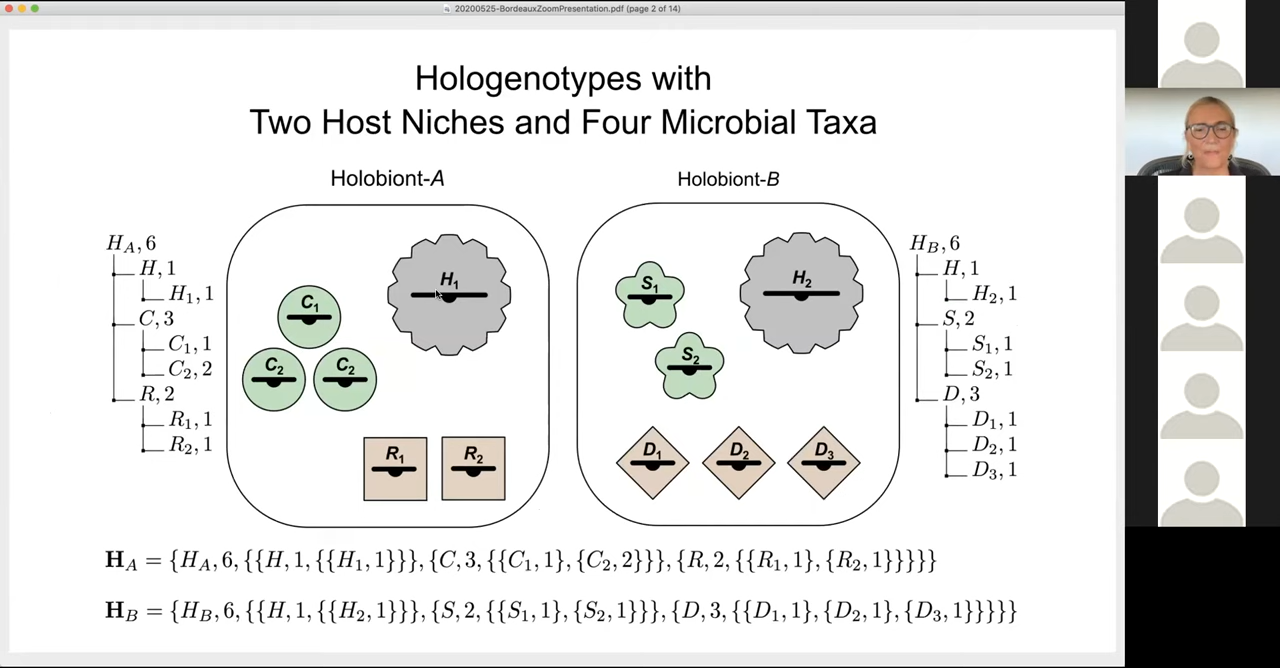 20200525-BordeauxZoomPresentation.pdf (page 2 of 14)
Hologenotypes with
Two Host Niches and Four Microbial Taxa
Holobiont-A
Holobiont-B
H_A, 6
H, 1
H_1, 1
C, 3
C_1, 1
C_2, 2
R, 2
R_1, 1
R_2, 1
H_1
C_1
C_2
C_2
R_1
R_2
S_1
H_2
S_2
D_1
D_2
D_3
H_B, 6
H, 1
H_2, 1
S, 2
S_1, 1
S_2, 1
D, 3
D_1, 1
D_2, 1
D_3, 1
H_A = {H_A, 6, {{H, 1, {{H_1, 1}}}, {C, 3, {{C_1, 1}, {C_2, 2}}}, {R, 2, {{R_1, 1}, {R_2, 1}}}}}
H_B = {H_B, 6, {{H, 1, {{H_2, 1}}}, {S, 2, {{S_1, 1}, {S_2, 1}}}, {D, 3, {{D_1, 1}, {D_2, 1}, {D_3, 1}}}}}